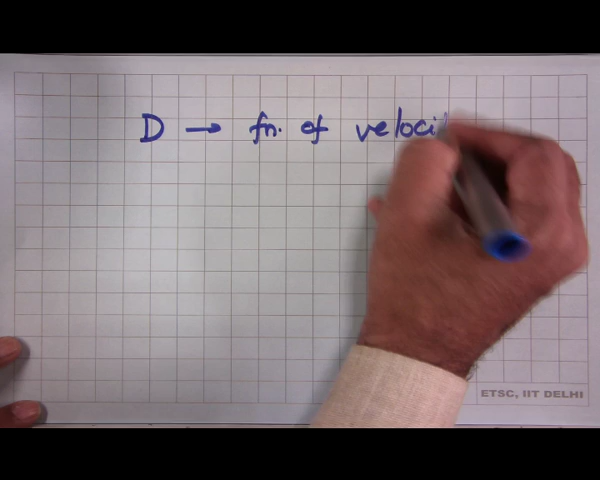 D → fn. of veloci
ETSC, IIT DELHI